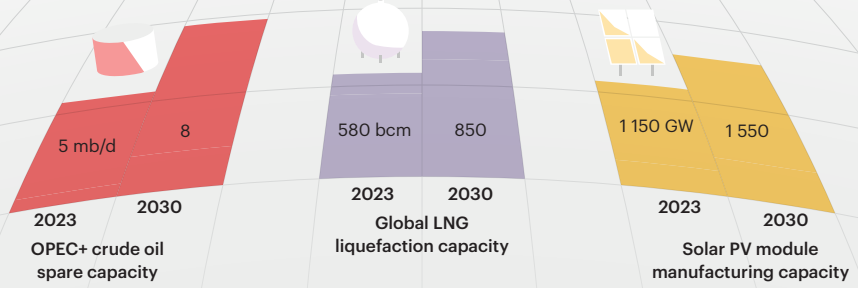 5 mb/d
8
2023
2030
OPEC+ crude oil
spare capacity
580 bcm
850
2023
2030
Global LNG
liquefaction capacity
1 150 GW
1 550
2023
2030
Solar PV module
manufacturing capacity